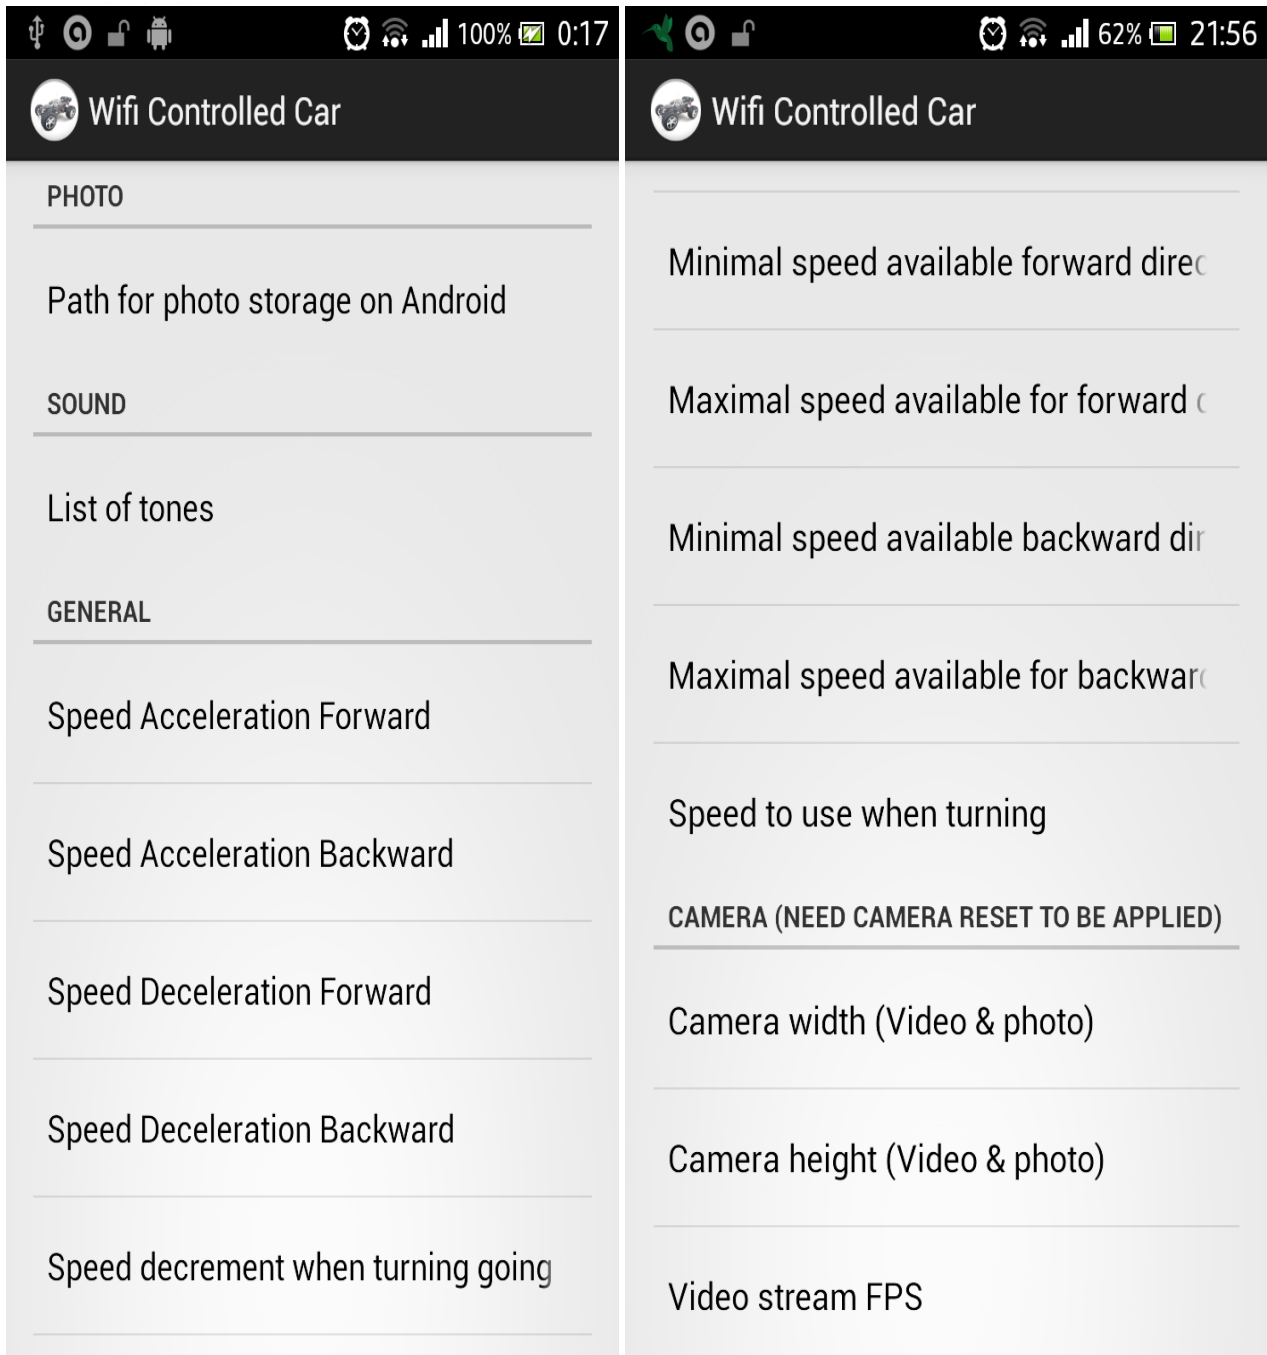 100% 0:17
Wifi Controlled Car
PHOTO
Path for photo storage on Android
SOUND
List of tones
GENERAL
Speed Acceleration Forward
Speed Acceleration Backward
Speed Deceleration Forward
Speed Deceleration Backward
Speed decrement when turning going
62% 21:56
Wifi Controlled Car
Minimal speed available forward direc
Maximal speed available for forward
Minimal speed available backward dir
Maximal speed available for backward
Speed to use when turning
CAMERA (NEED CAMERA RESET TO BE APPLIED)
Camera width (Video & photo)
Camera height (Video & photo)
Video stream FPS